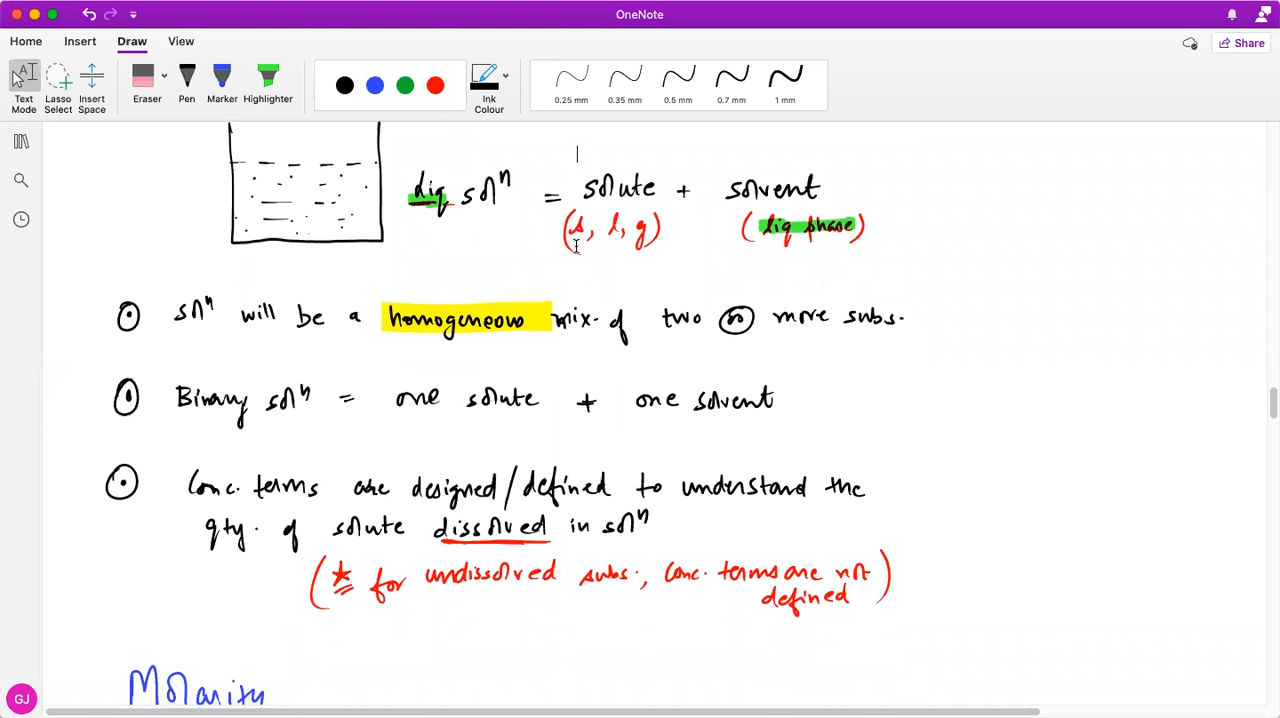 OneNote
Home Insert Draw View
Share
Text Mode
Lasso Select
Insert Space
Eraser
Pen
Marker
Highlighter
Ink Colour
0.25 mm
0.35 mm
0.5 mm
0.7 mm
1 mm
liq solⁿ = solute + solvent
(s, l, g) (liq phase)
solⁿ will be a homogeneous mix. of two or more subs.
Binary solⁿ = one solute + one solvent
Conc. terms are designed/defined to understand the
qty. of solute dissolved in solⁿ
(* for undissolved subs., Conc. terms are not
defined)
Molarity
GJ